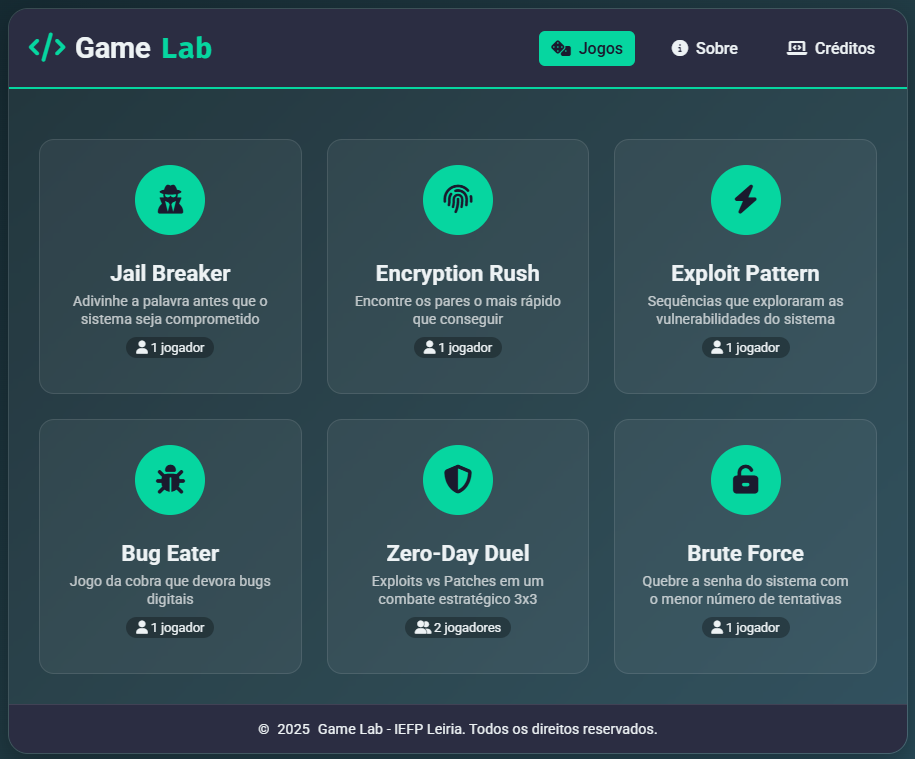 </> Game Lab
Jogos
Sobre
Créditos
Jail Breaker
Adivinhe a palavra antes que o
sistema seja comprometido
1 jogador
Encryption Rush
Encontre os pares o mais rápido
que conseguir
1 jogador
Exploit Pattern
Sequências que exploraram as
vulnerabilidades do sistema
1 jogador
Bug Eater
Jogo da cobra que devora bugs
digitais
1 jogador
Zero-Day Duel
Exploits vs Patches em um
combate estratégico 3x3
2 jogadores
Brute Force
Quebre a senha do sistema com
o menor número de tentativas
1 jogador
© 2025 Game Lab - IEFP Leiria. Todos os direitos reservados.